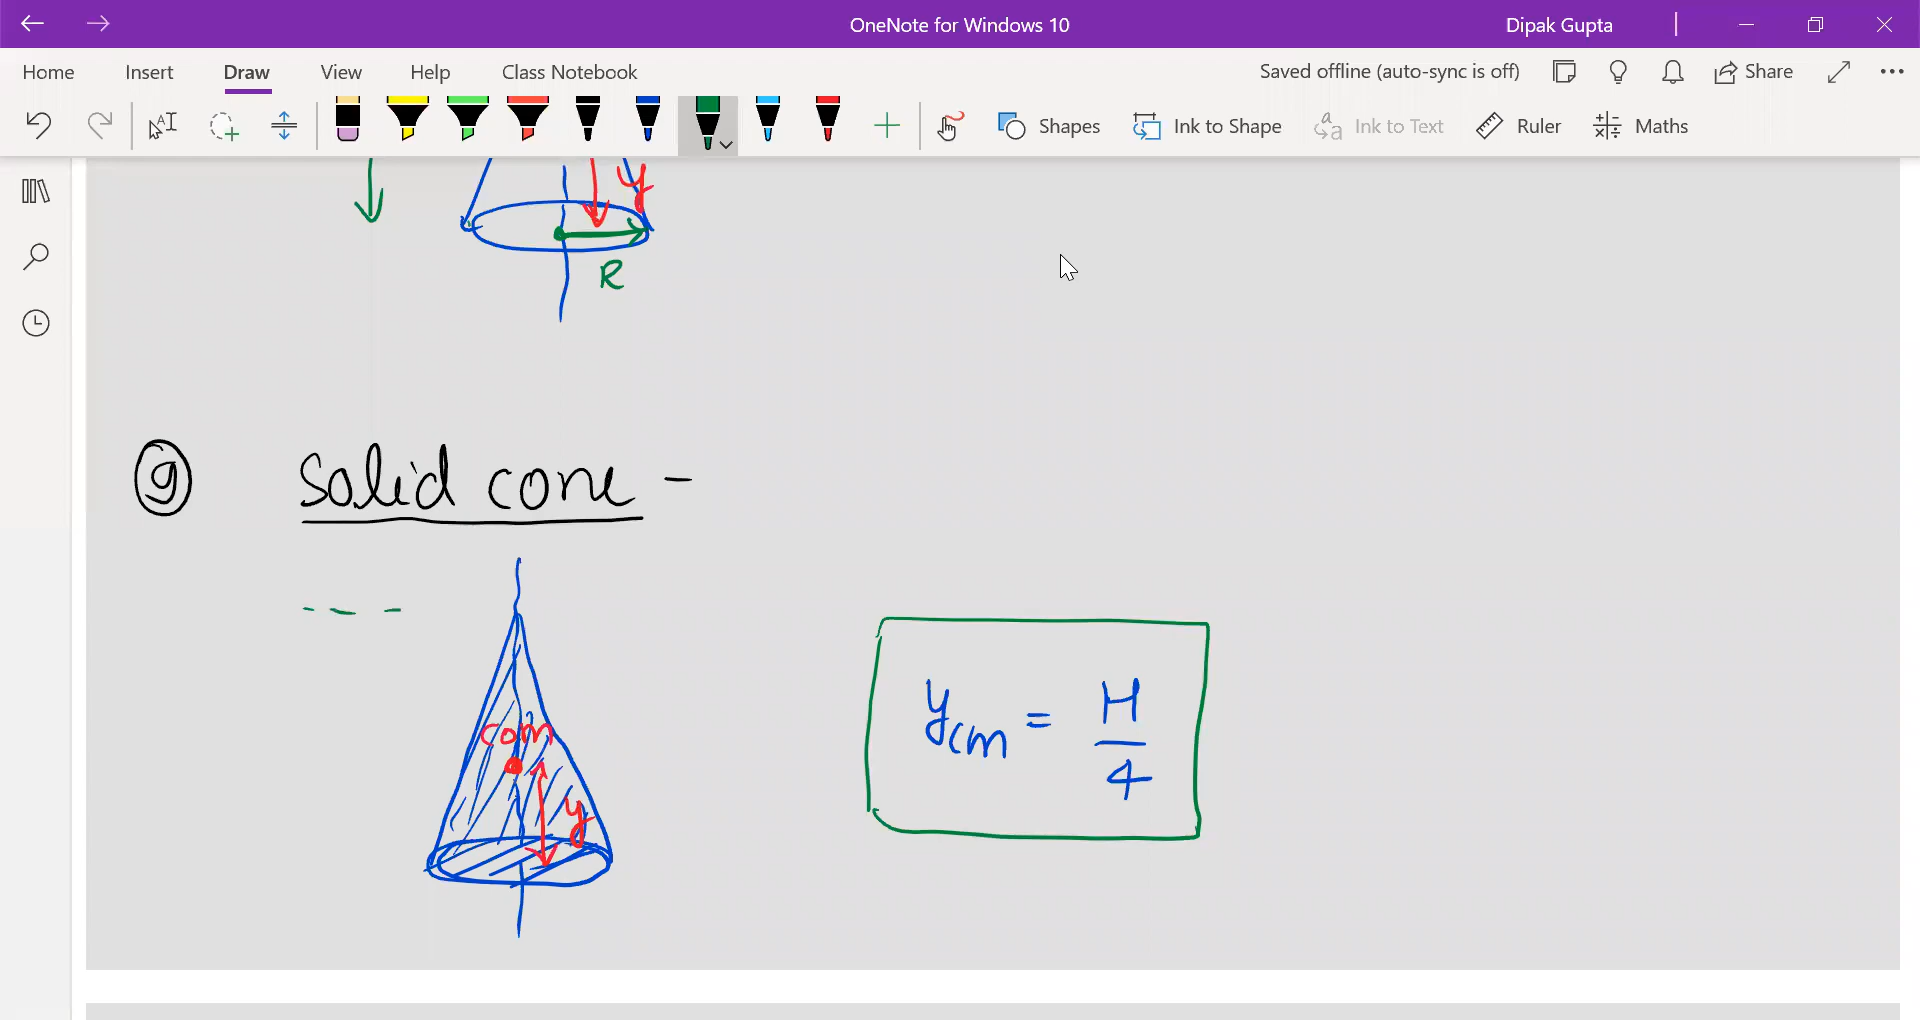 OneNote for Windows 10
Dipak Gupta
Home Insert Draw View Help Class Notebook
Saved offline (auto-sync is off) Share
Shapes Ink to Shape Ink to Text Ruler Maths
y
R
9 Solid cone -
com
y
y_cm = H/4